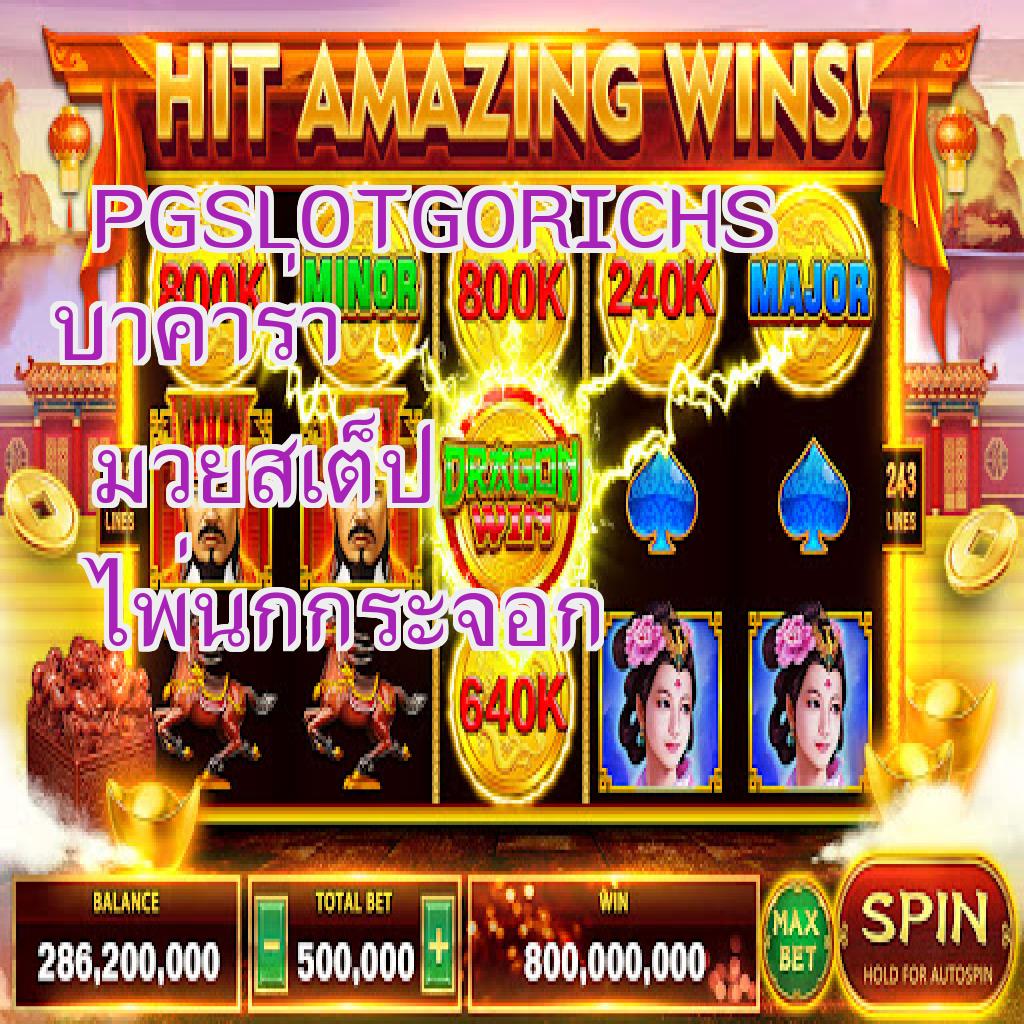 HIT AMAZING WINS!
PGSLOTGORICHS
800K MINOR 800K 240K MAJOR
บาคารา
มวยสเต็ป
DRAGON
WIN
243
LINES LINES
ไพ่นกกระจอก
640K
BALANCE TOTAL BET WIN
286,200,000 - 500,000 + 800,000,000
MAX
BET
SPIN
HOLD FOR AUTOSPIN